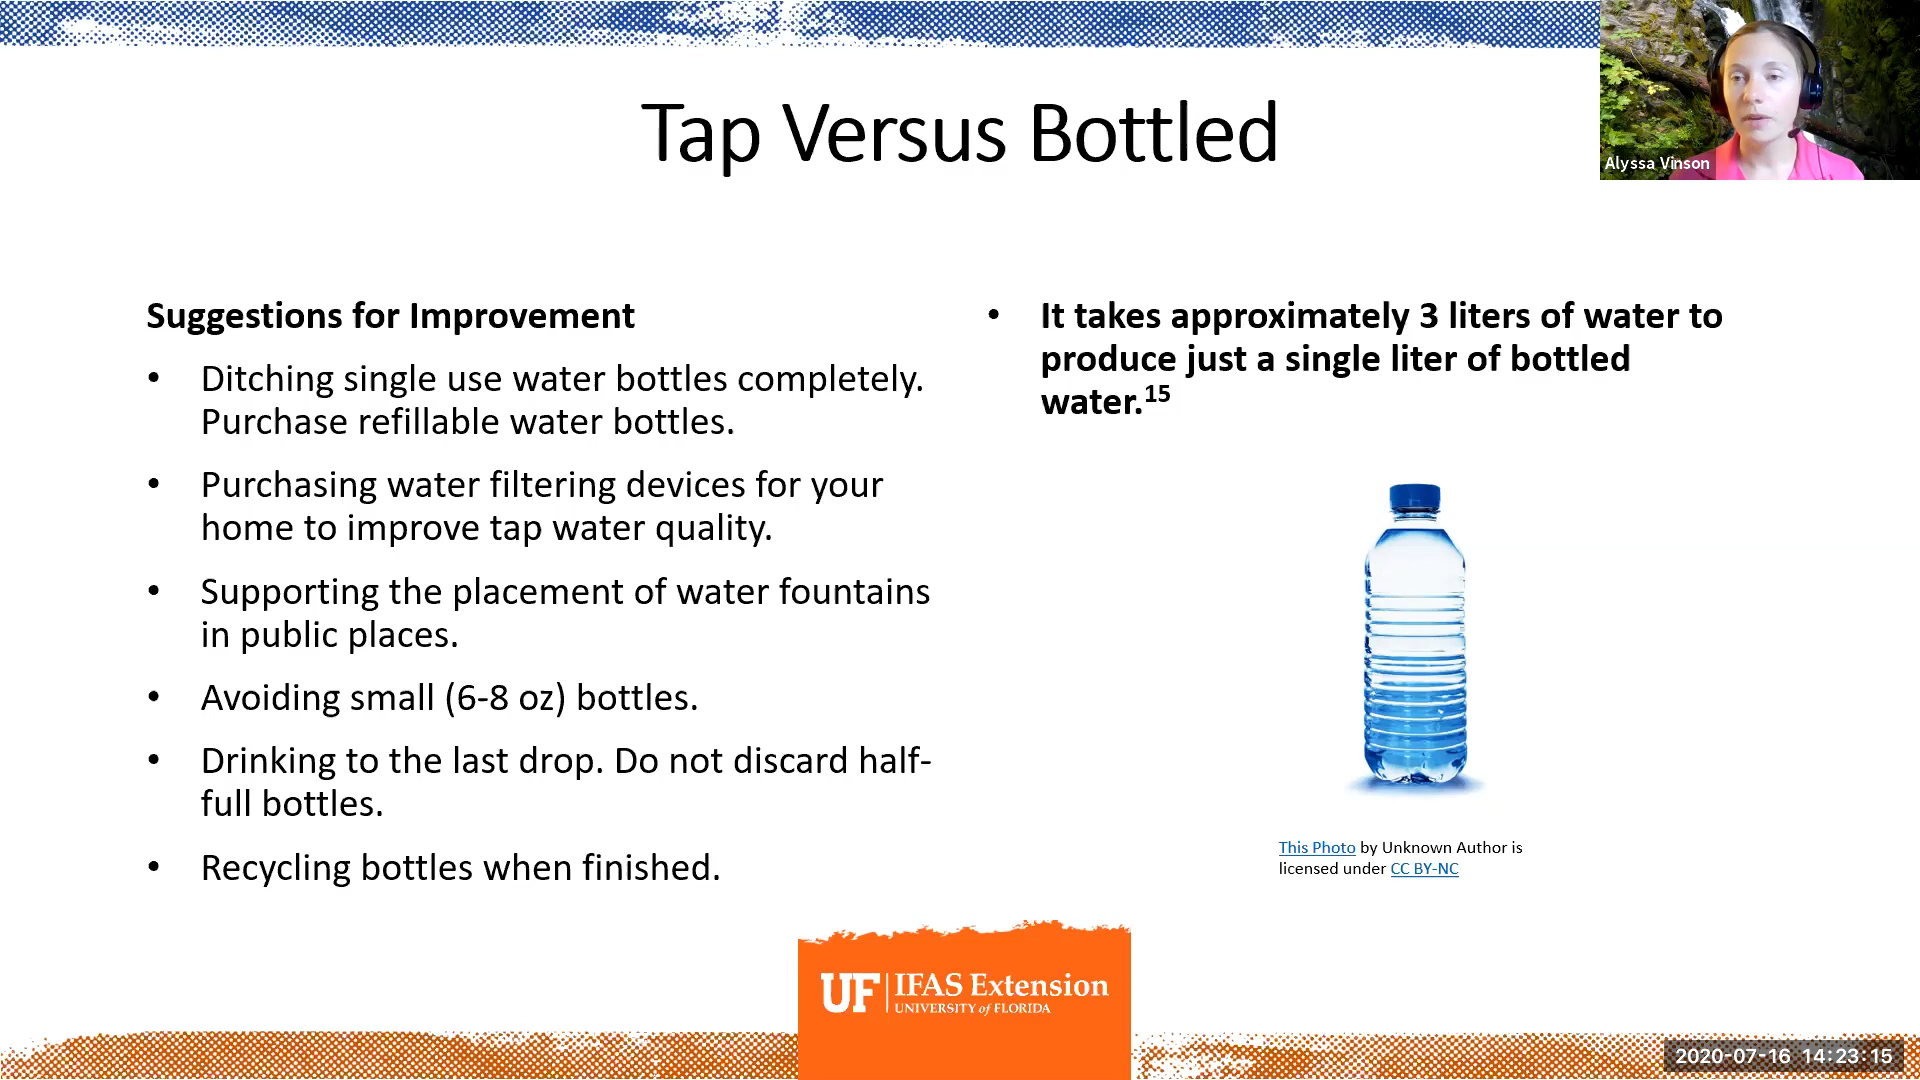 Tap Versus Bottled
Alyssa Vinson
Suggestions for Improvement
• Ditching single use water bottles completely.
Purchase refillable water bottles.
• Purchasing water filtering devices for your
home to improve tap water quality.
• Supporting the placement of water fountains
in public places.
• Avoiding small (6-8 oz) bottles.
• Drinking to the last drop. Do not discard half-
full bottles.
• Recycling bottles when finished.
• It takes approximately 3 liters of water to
produce just a single liter of bottled
water.15
This Photo by Unknown Author is
licensed under CC BY-NC
UF IFAS Extension
UNIVERSITY of FLORIDA
2020-07-16 14:23:15